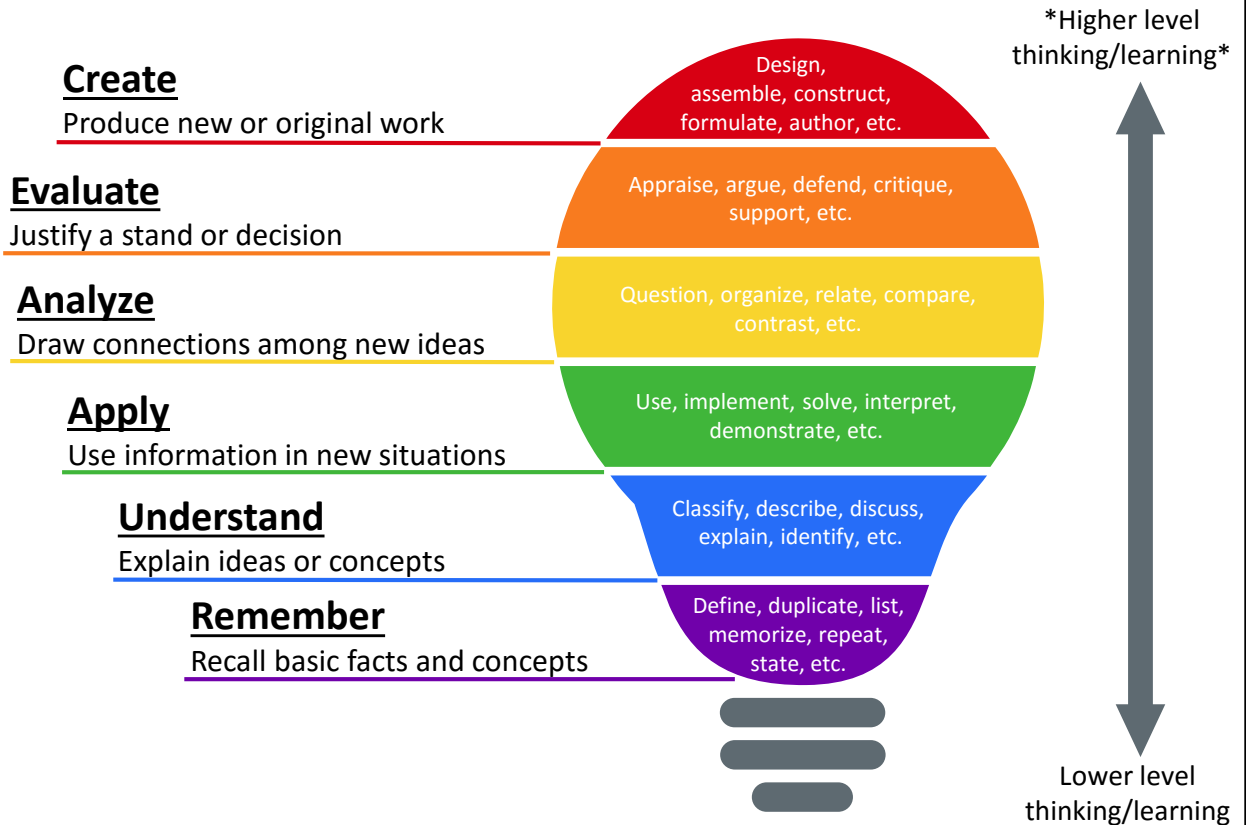 *Higher level
thinking/learning*
Create
Produce new or original work
Design,
assemble, construct,
formulate, author, etc.
Evaluate
Justify a stand or decision
Appraise, argue, defend, critique,
support, etc.
Analyze
Draw connections among new ideas
Question, organize, relate, compare,
contrast, etc.
Apply
Use information in new situations
Use, implement, solve, interpret,
demonstrate, etc.
Understand
Explain ideas or concepts
Classify, describe, discuss,
explain, identify, etc.
Remember
Recall basic facts and concepts
Define, duplicate, list,
memorize, repeat,
state, etc.
Lower level
thinking/learning